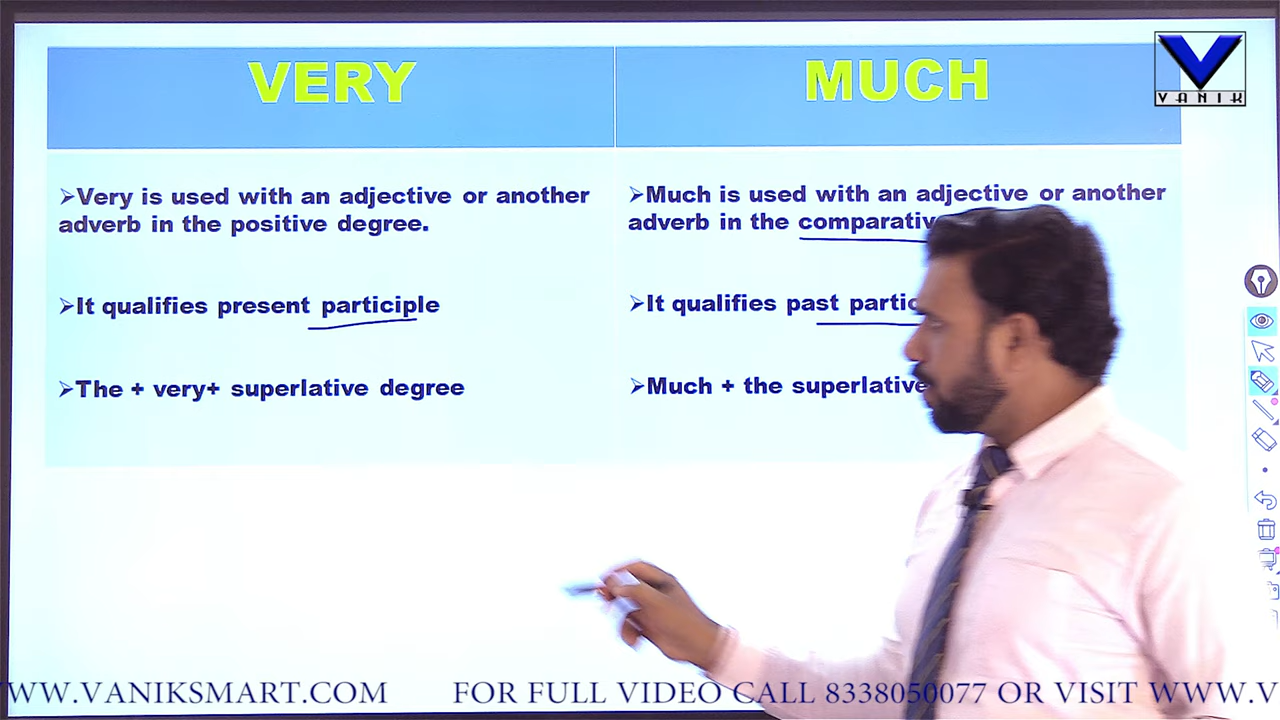 VERY
MUCH
VANIK
➢Very is used with an adjective or another
adverb in the positive degree.
➢It qualifies present participle
➢The + very+ superlative degree
➢Much is used with an adjective or another
adverb in the
➢It qualifies past
➢Much + the superlative
WWW.VANIKSMART.COM FOR FULL VIDEO CALL 8338050077 OR VISIT